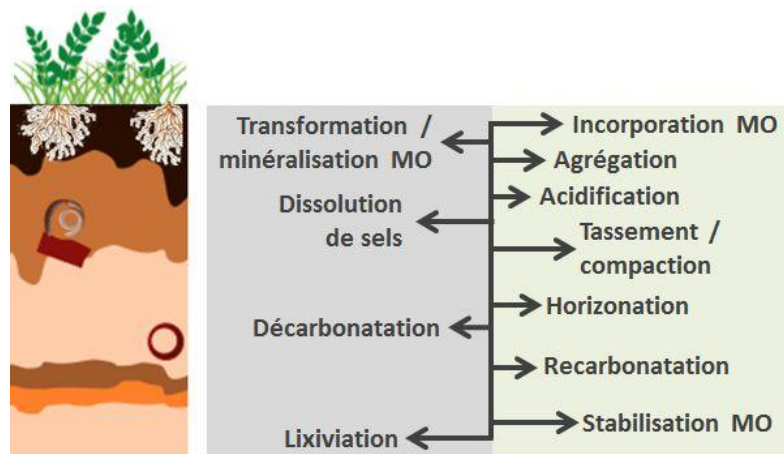 Transformation /
minéralisation MO
Dissolution
de sels
Décarbonatation
Lixiviation
Incorporation MO
Agrégation
Acidification
Tassement /
compaction
Horizonation
Recarbonatation
Stabilisation MO